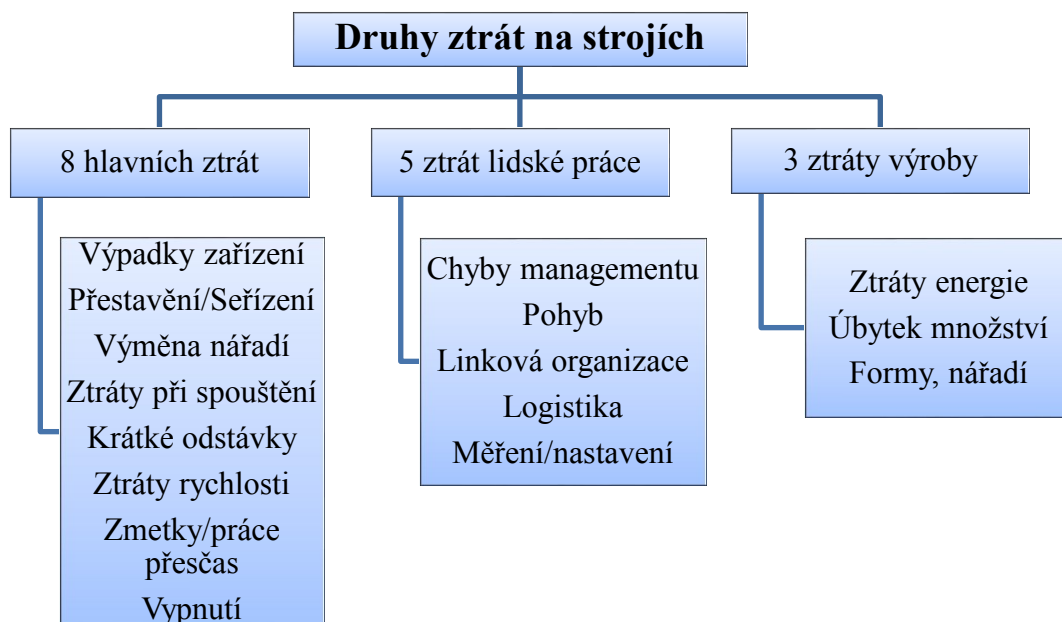 Druhy ztrát na strojích
8 hlavních ztrát
Výpadky zařízení
Přestavění/Seřízení
Výměna nářadí
Ztráty při spouštění
Krátké odstávky
Ztráty rychlosti
Zmetky/práce
přesčas
Vypnutí
5 ztrát lidské práce
Chyby managementu
Pohyb
Linková organizace
Logistika
Měření/nastavení
3 ztráty výroby
Ztráty energie
Úbytek množství
Formy, nářadí